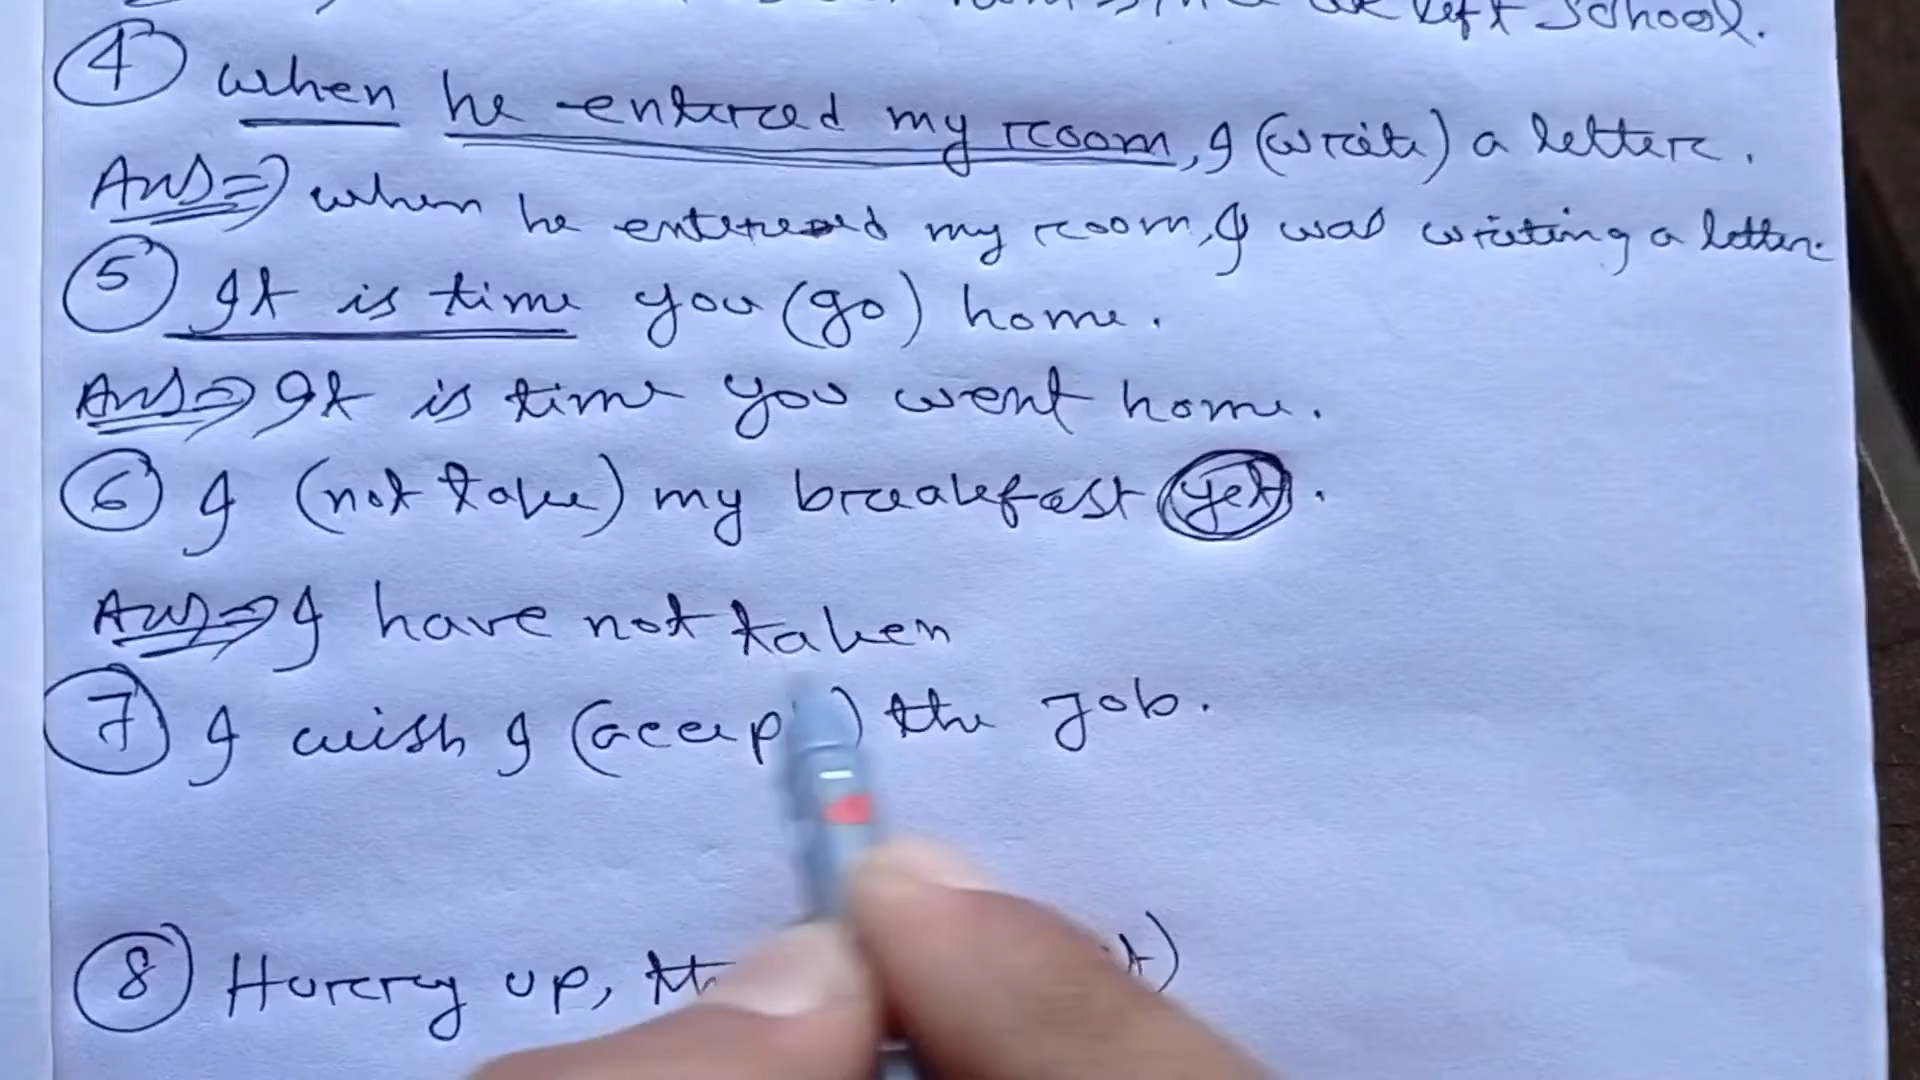 left school.
④ when he entered my room, I (write) a letter.
Ans⇒ when he entered my room, I was writing a letter.
⑤ It is time you (go) home.
Ans⇒ It is time you went home.
⑥ I (not take) my breakfast yet.
Ans⇒ I have not taken
⑦ I wish I (accep ) the job.
⑧ Hurry up,